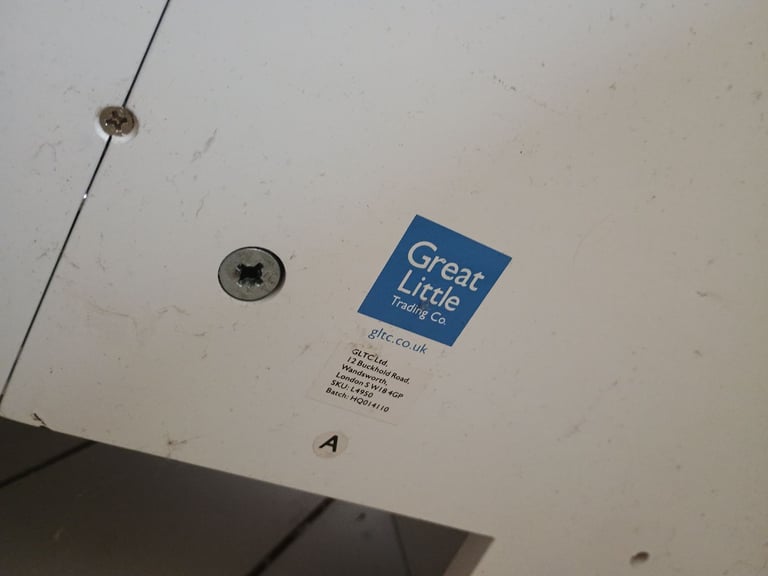 Great
Little
Trading Co.
gltc.co.uk
GLTC Ltd.
12 Buckhold Road,
Wandsworth,
London SW18 4GP
SKU: L4950
Batch: HQ014110
A